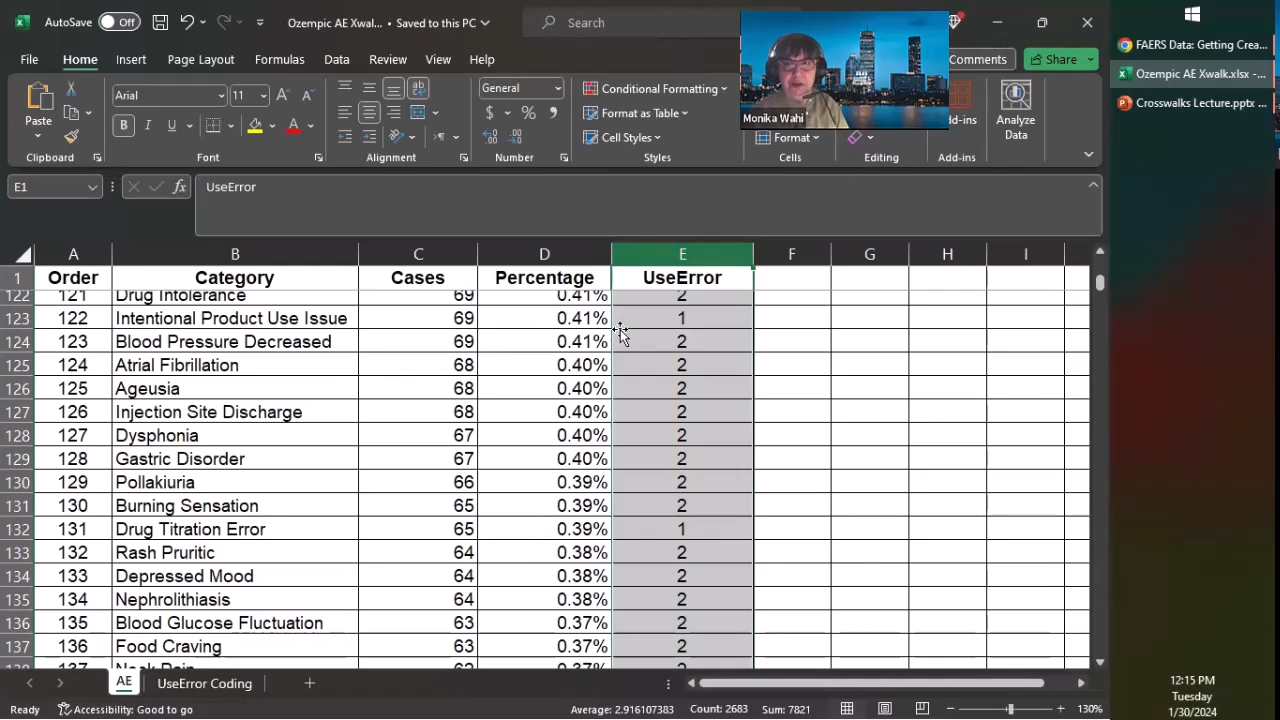 AutoSave Off Ozempic AE Xwalk... • Saved to this PC Search
File Home Insert Page Layout Formulas Data Review View Help Comments Share
Paste Arial 11 General Conditional Formatting
B I U $ % Format as Table
Cell Styles Format
Add-ins Analyze Data
Clipboard Font Alignment Number Styles Cells Editing Add-ins
Monika Wahi
E1 fx UseError
A B C D E F G H I
1 Order Category Cases Percentage UseError
122 121 Drug Intolerance 69 0.41% 2
123 122 Intentional Product Use Issue 69 0.41% 1
124 123 Blood Pressure Decreased 69 0.41% 2
125 124 Atrial Fibrillation 68 0.40% 2
126 125 Ageusia 68 0.40% 2
127 126 Injection Site Discharge 68 0.40% 2
128 127 Dysphonia 67 0.40% 2
129 128 Gastric Disorder 67 0.40% 2
130 129 Pollakiuria 66 0.39% 2
131 130 Burning Sensation 65 0.39% 2
132 131 Drug Titration Error 65 0.39% 1
133 132 Rash Pruritic 64 0.38% 2
134 133 Depressed Mood 64 0.38% 2
135 134 Nephrolithiasis 64 0.38% 2
136 135 Blood Glucose Fluctuation 63 0.37% 2
137 136 Food Craving 63 0.37% 2
138 137 Neck Pain 62 0.37% 2
AE UseError Coding
Ready Accessibility: Good to go Average: 2.916107383 Count: 2683 Sum: 7821 130%
FAERS Data: Getting Crea...
Ozempic AE Xwalk.xlsx -...
Crosswalks Lecture.pptx ...
12:15 PM
Tuesday
1/30/2024